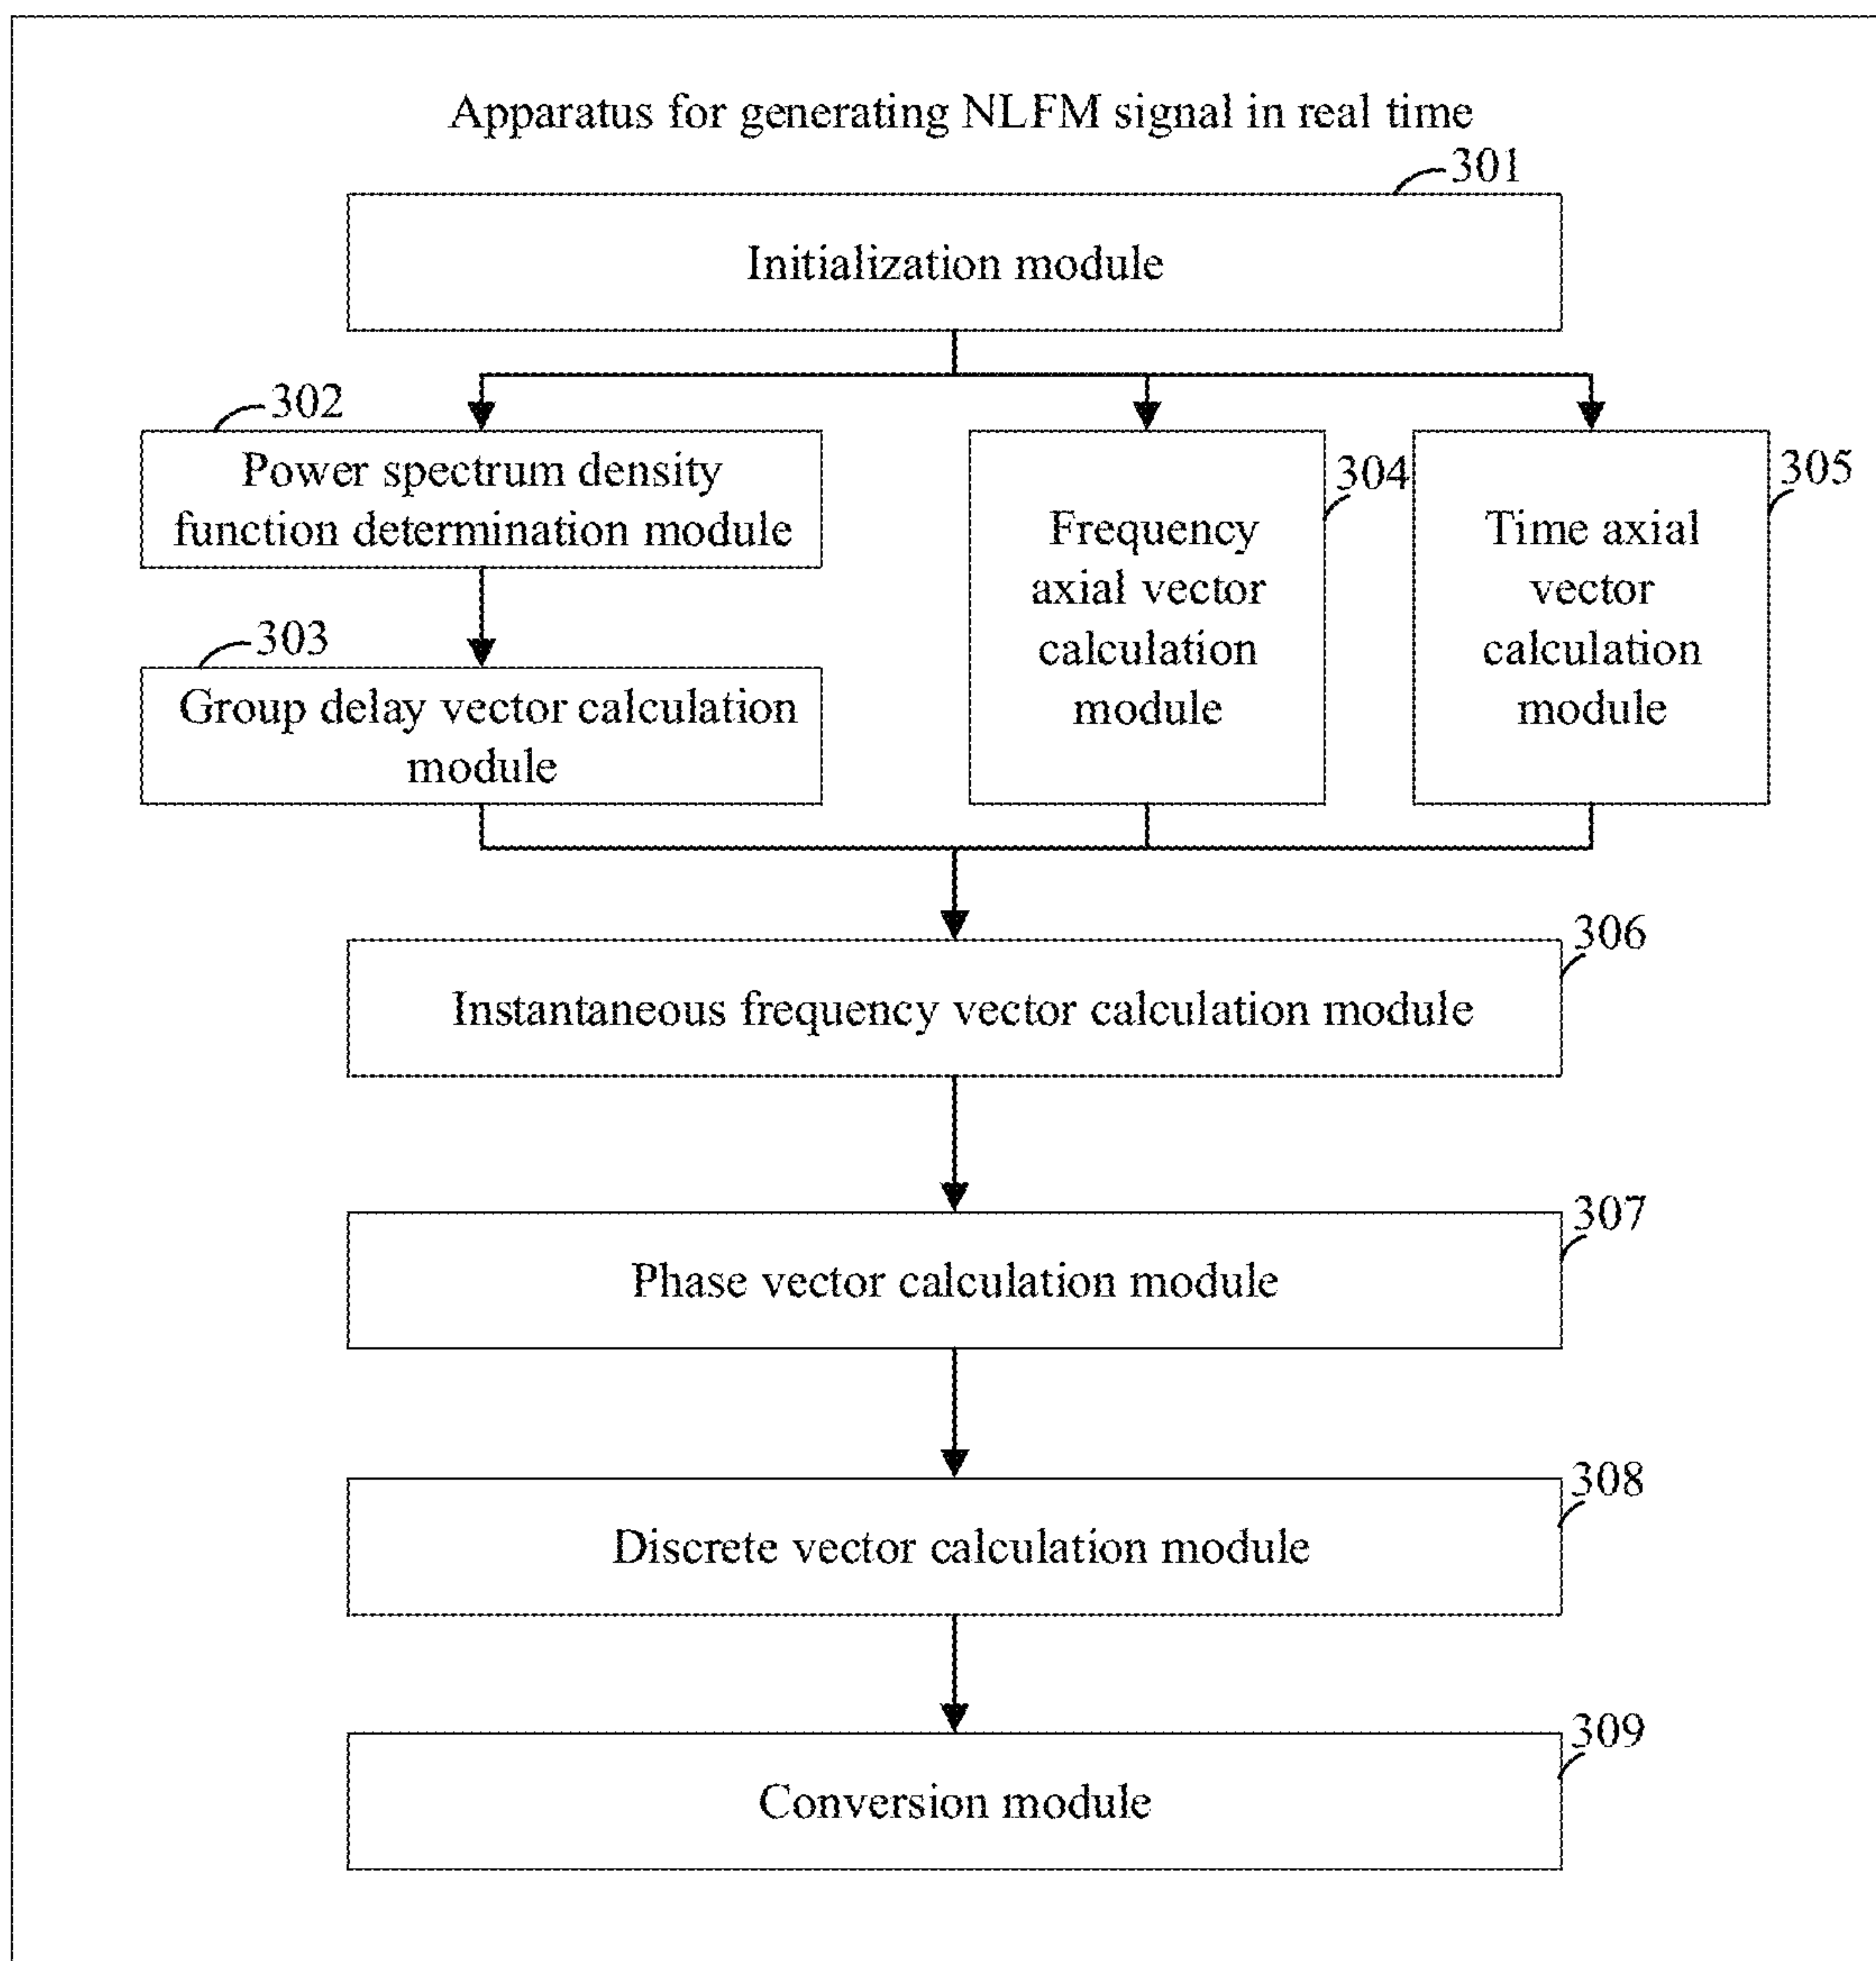 Apparatus for generating NLFM signal in real time
301
Initialization module
302
Power spectrum density
function determination module
303
Group delay vector calculation
module
304
Frequency
axial vector
calculation
module
305
Time axial
vector
calculation
module
306
Instantaneous frequency vector calculation module
307
Phase vector calculation module
308
Discrete vector calculation module
309
Conversion module